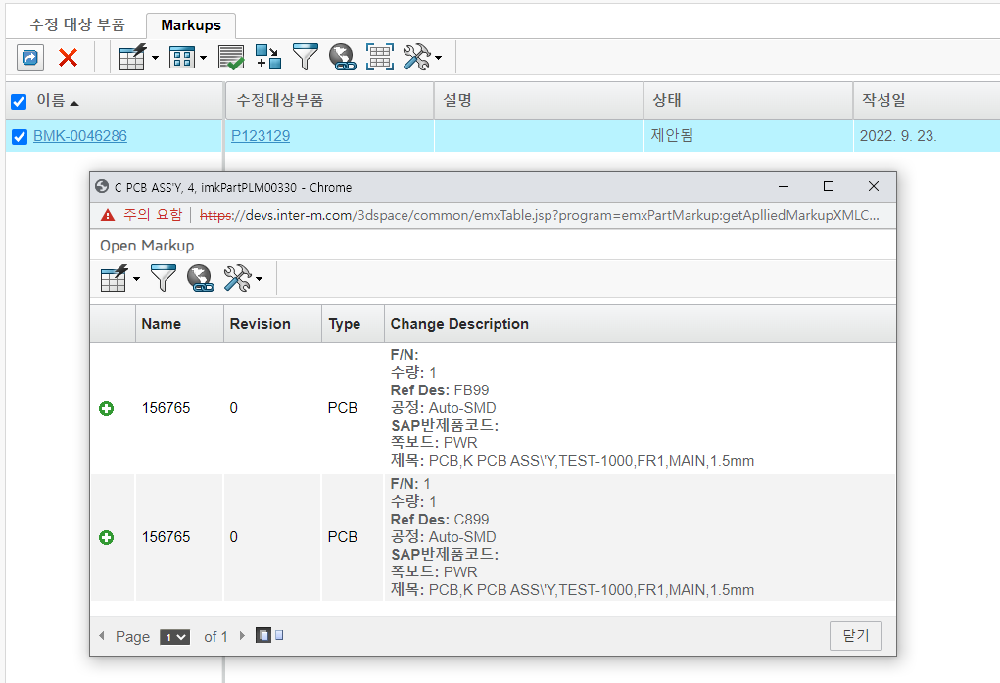 수정 대상 부품 Markups
이름 수정대상부품 설명 상태 작성일
BMK-0046286 P123129 제안됨 2022. 9. 23.
C PCB ASS'Y, 4, imkPartPLM00330 - Chrome
주의 요함 https://devs.inter-m.com/3dspace/common/emxTable.jsp?program=emxPartMarkup:getAplliedMarkupXMLC...
Open Markup
Name Revision Type Change Description
F/N:
수량: 1
Ref Des: FB99
156765 0 PCB 공정: Auto-SMD
SAP반제품코드:
쪽보드: PWR
제목: PCB,K PCB ASS\'Y,TEST-1000,FR1,MAIN,1.5mm
F/N: 1
수량: 1
Ref Des: C899
156765 0 PCB 공정: Auto-SMD
SAP반제품코드:
쪽보드: PWR
제목: PCB,K PCB ASS\'Y,TEST-1000,FR1,MAIN,1.5mm
Page 1 of 1 닫기